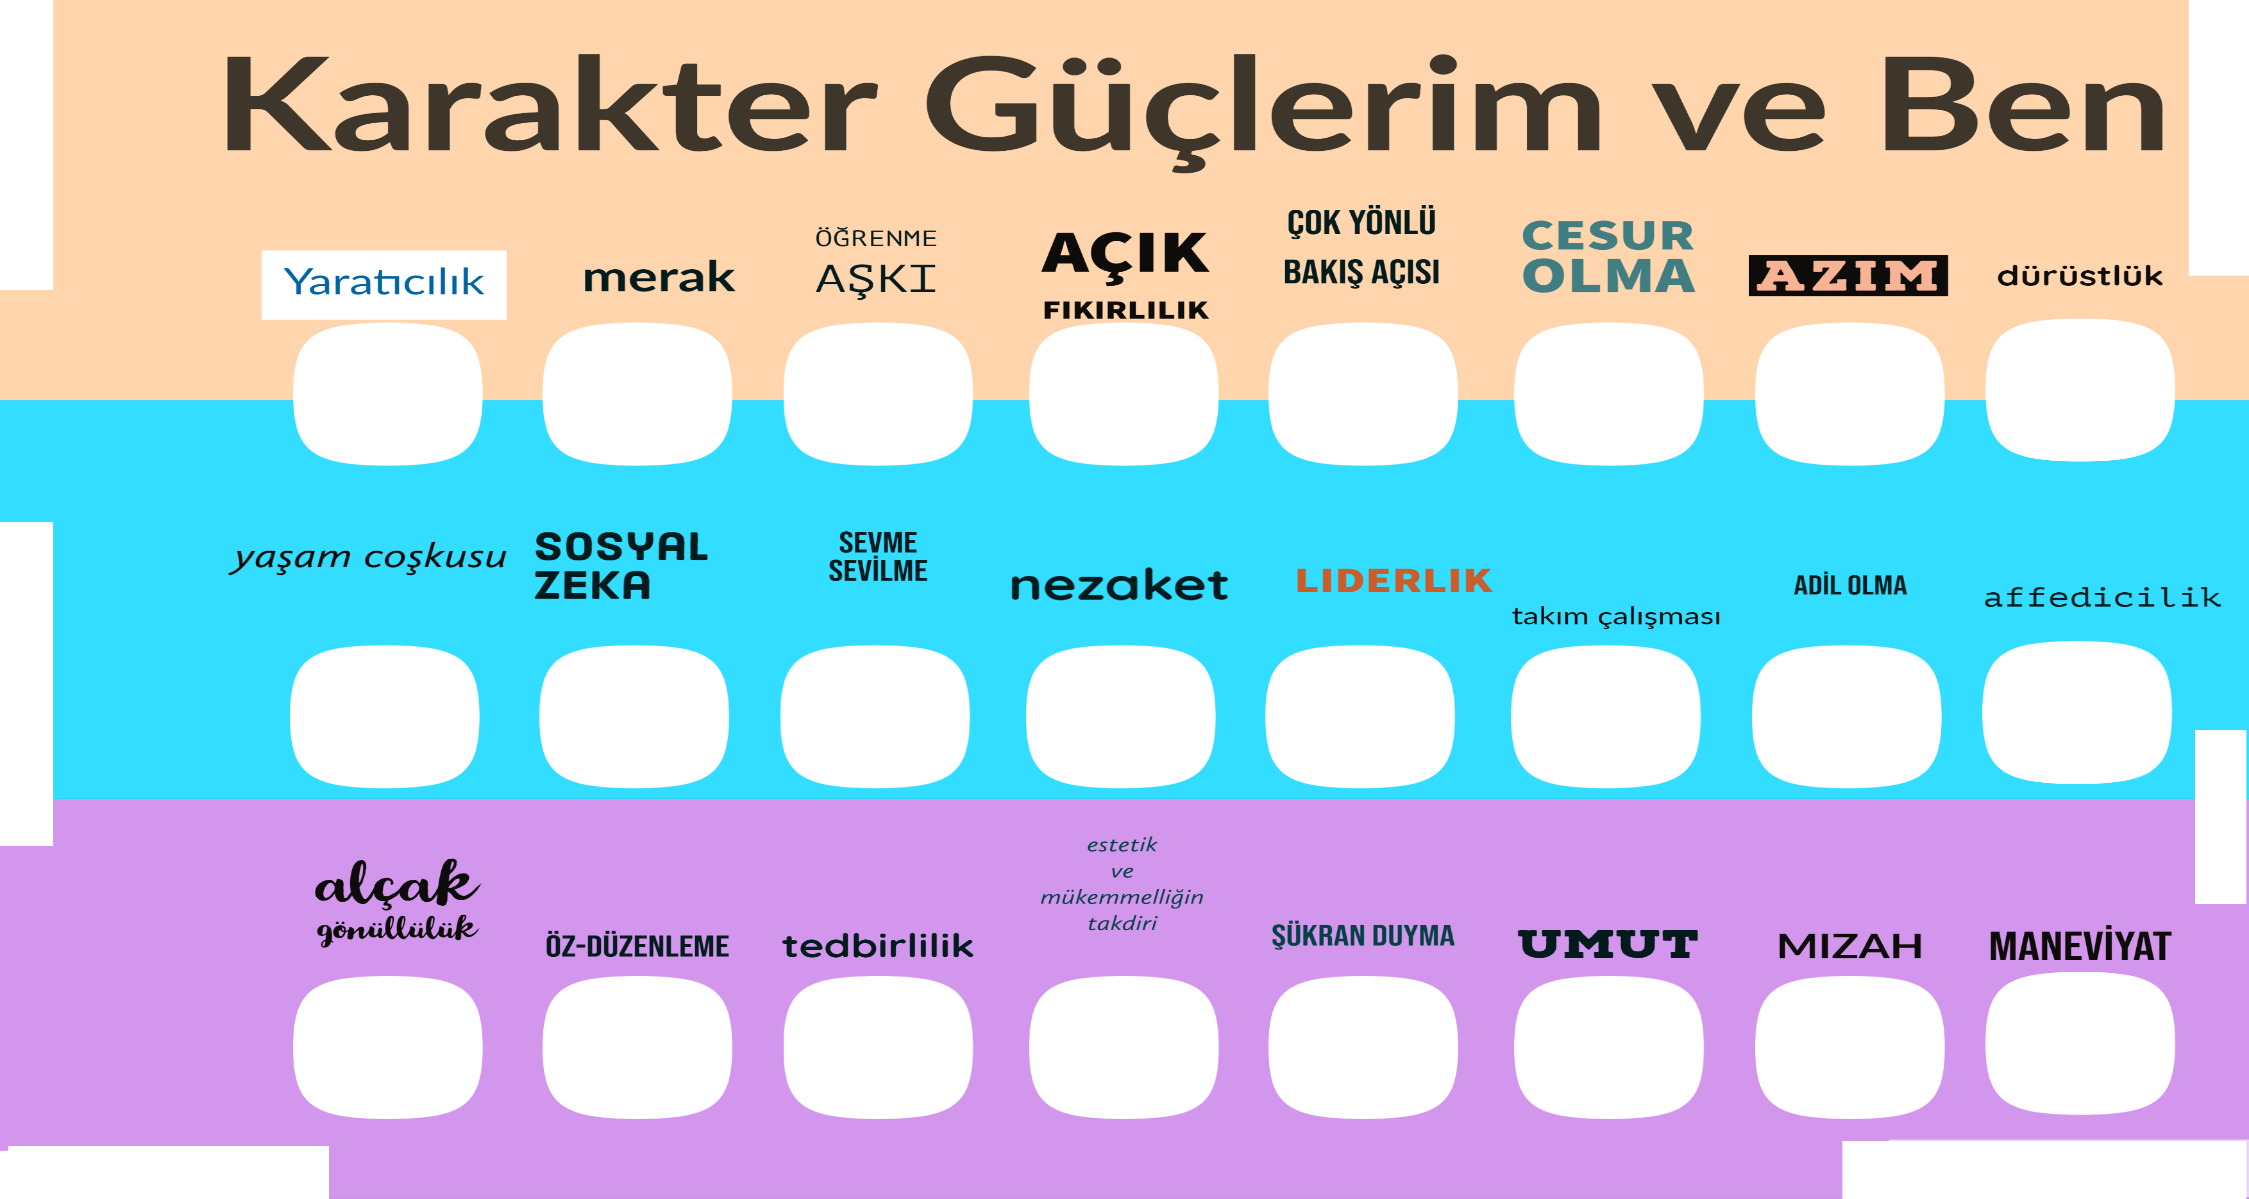 Karakter Güçlerim ve Ben
Yaratıcılık
merak
ÖĞRENME
AŞKI
AÇIK
FIKIRLILIK
ÇOK YÖNLÜ
BAKIŞ AÇISI
CESUR
OLMA
AZIM
dürüstlük
yaşam coşkusu
SOSYAL
ZEKA
SEVME
SEVİLME
nezaket
LIDERLIK
takım çalışması
ADİL OLMA
affedicilik
alçak
gönüllülük
ÖZ-DÜZENLEME
tedbirlilik
estetik
ve
mükemmelliğin
takdiri
ŞÜKRAN DUYMA
UMUT
MIZAH
MANEVİYAT